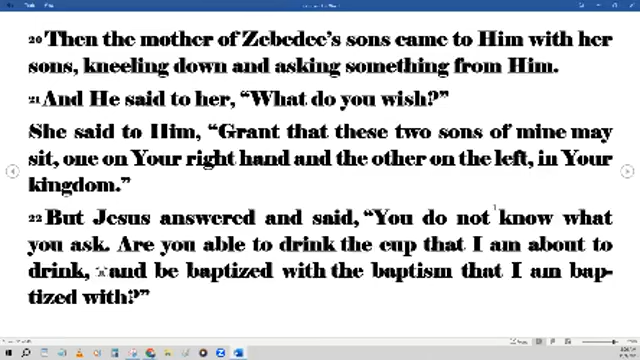 20 Then the mother of Zebedee's sons came to Him with her
sons, kneeling down and asking something from Him.
21 And He said to her, “What do you wish?”
She said to Him, “Grant that these two sons of mine may
sit, one on Your right hand and the other on the left, in Your
kingdom.”
22 But Jesus answered and said, “You do not know what
you ask. Are you able to drink the cup that I am about to
drink, and be baptized with the baptism that I am bap-
tized with?”